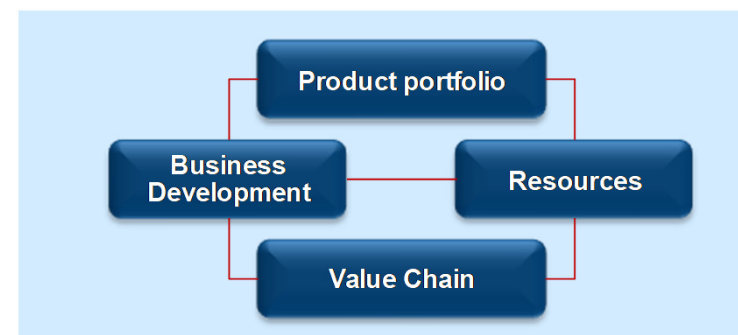 Product portfolio
Business
Development
Resources
Value Chain